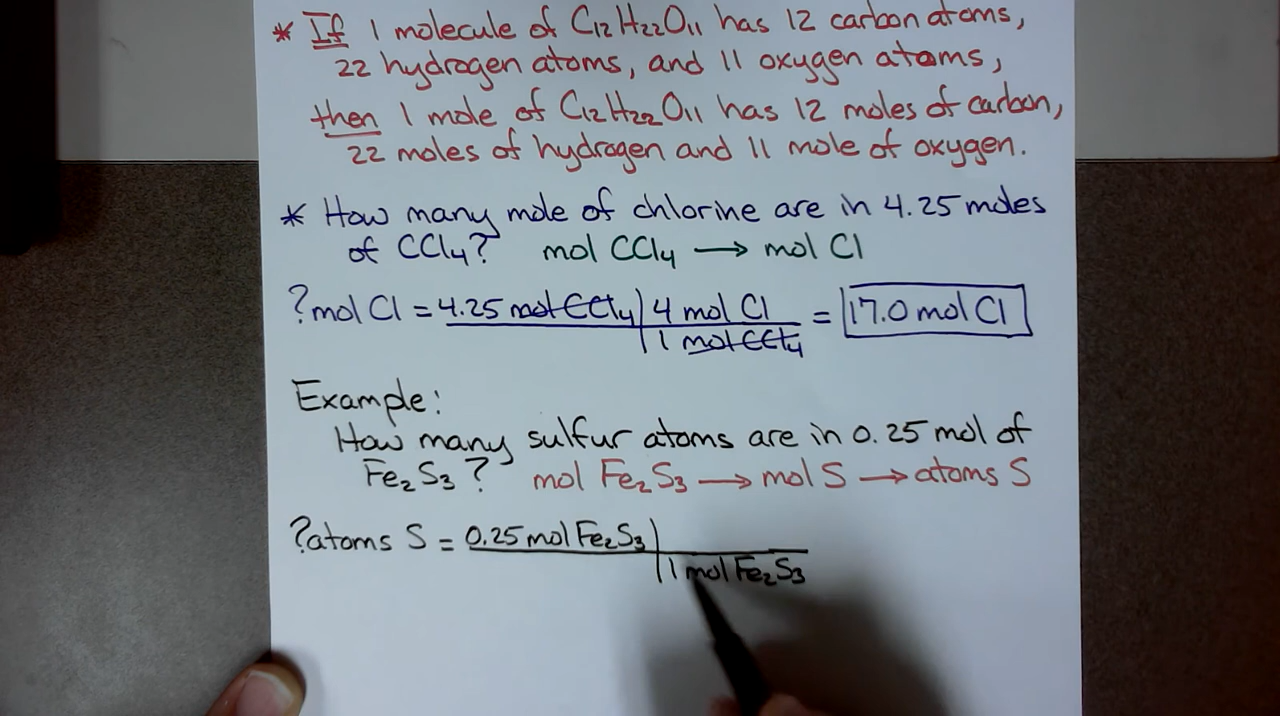 * If 1 molecule of C₁₂H₂₂O₁₁ has 12 carbon atoms,
22 hydrogen atoms, and 11 oxygen atoms,
then 1 mole of C₁₂H₂₂O₁₁ has 12 moles of carbon,
22 moles of hydrogen and 11 mole of oxygen.
* How many mole of chlorine are in 4.25 moles
of CCl₄? mol CCl₄ → mol Cl
?mol Cl = 4.25 mol CCl₄ | 4 mol Cl = 17.0 mol Cl
| 1 mol CCl₄
Example:
How many sulfur atoms are in 0.25 mol of
Fe₂S₃? mol Fe₂S₃ → mol S → atoms S
?atoms S = 0.25 mol Fe₂S₃ |
| 1 mol Fe₂S₃